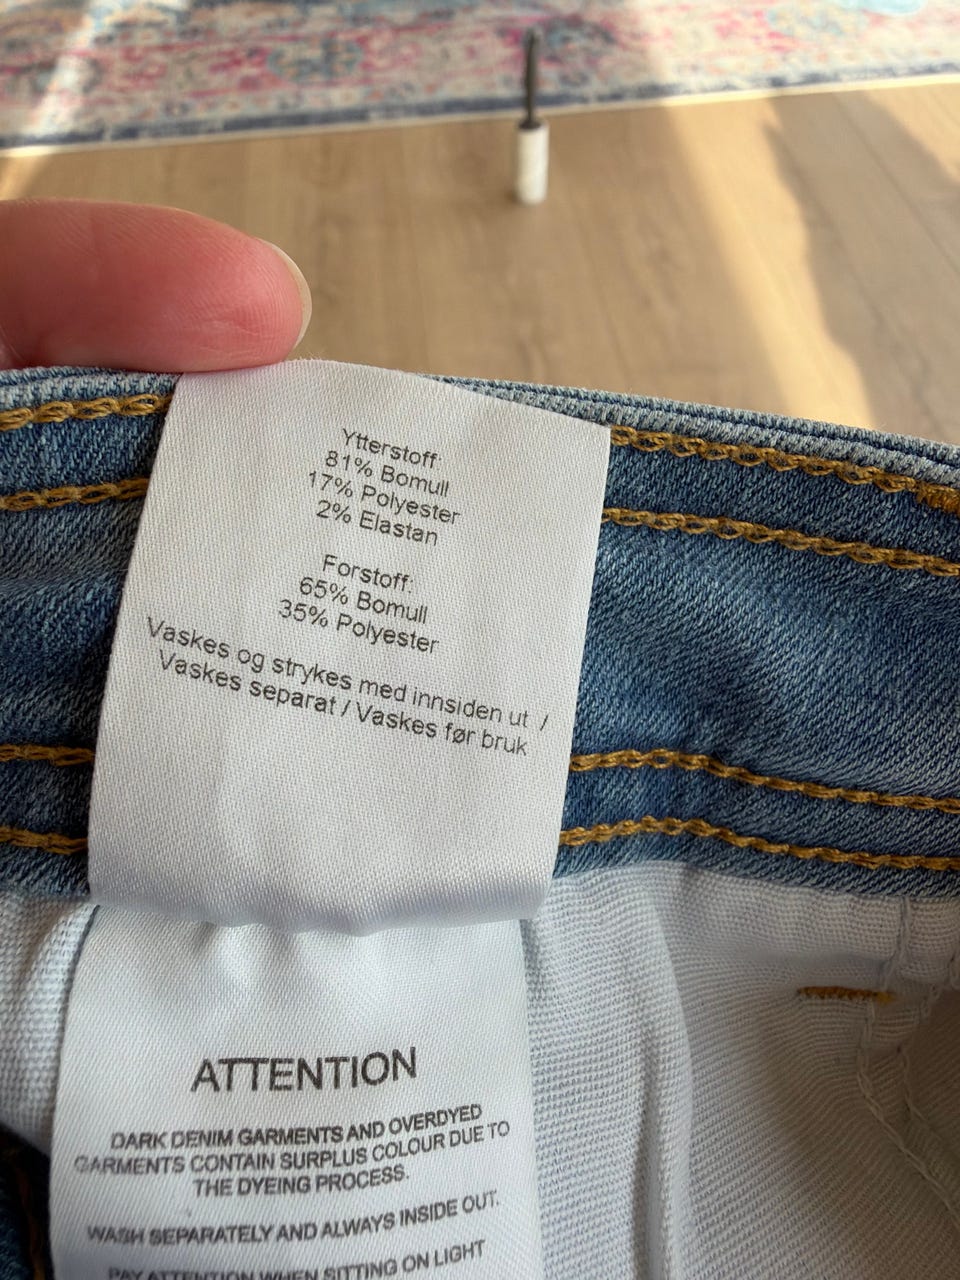 Ytterstoff:
81% Bomull
17% Polyester
2% Elastan
Forstoff:
65% Bomull
35% Polyester
Vaskes og strykes med innsiden ut /
Vaskes separat / Vaskes før bruk
ATTENTION
DARK DENIM GARMENTS AND OVERDYED
GARMENTS CONTAIN SURPLUS COLOUR DUE TO
THE DYEING PROCESS.
WASH SEPARATELY AND ALWAYS INSIDE OUT.
PAY ATTENTION WHEN SITTING ON LIGHT